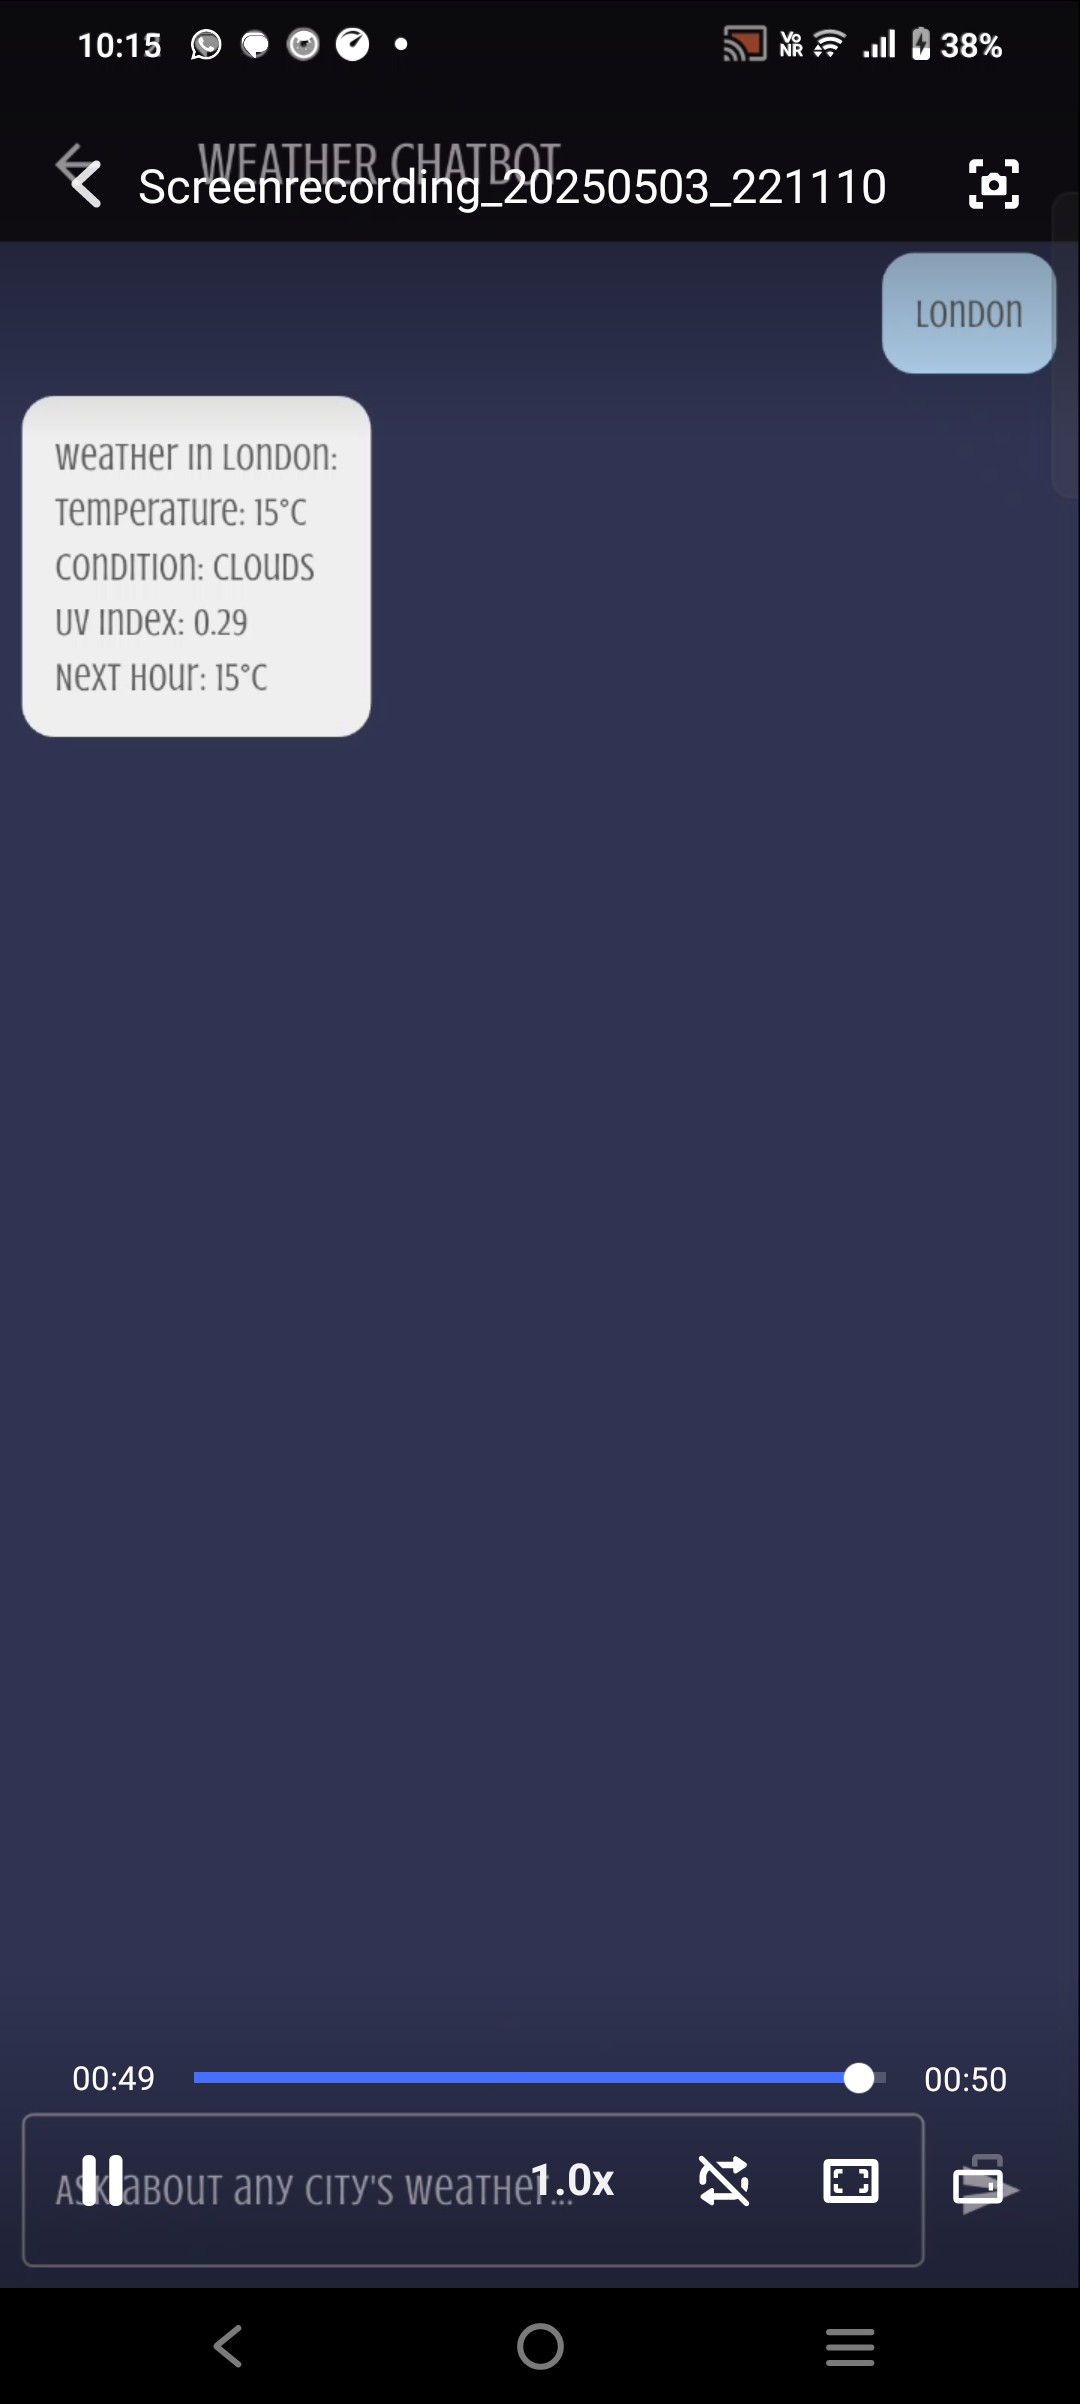 10:15
VoNR
38%
WEATHER CHATBOT
Screenrecording_20250503_221110
London
Weather in London:
Temperature: 15°C
Condition: Clouds
UV Index: 0.29
Next Hour: 15°C
00:49
00:50
Ask about any city's weather...
1.0x